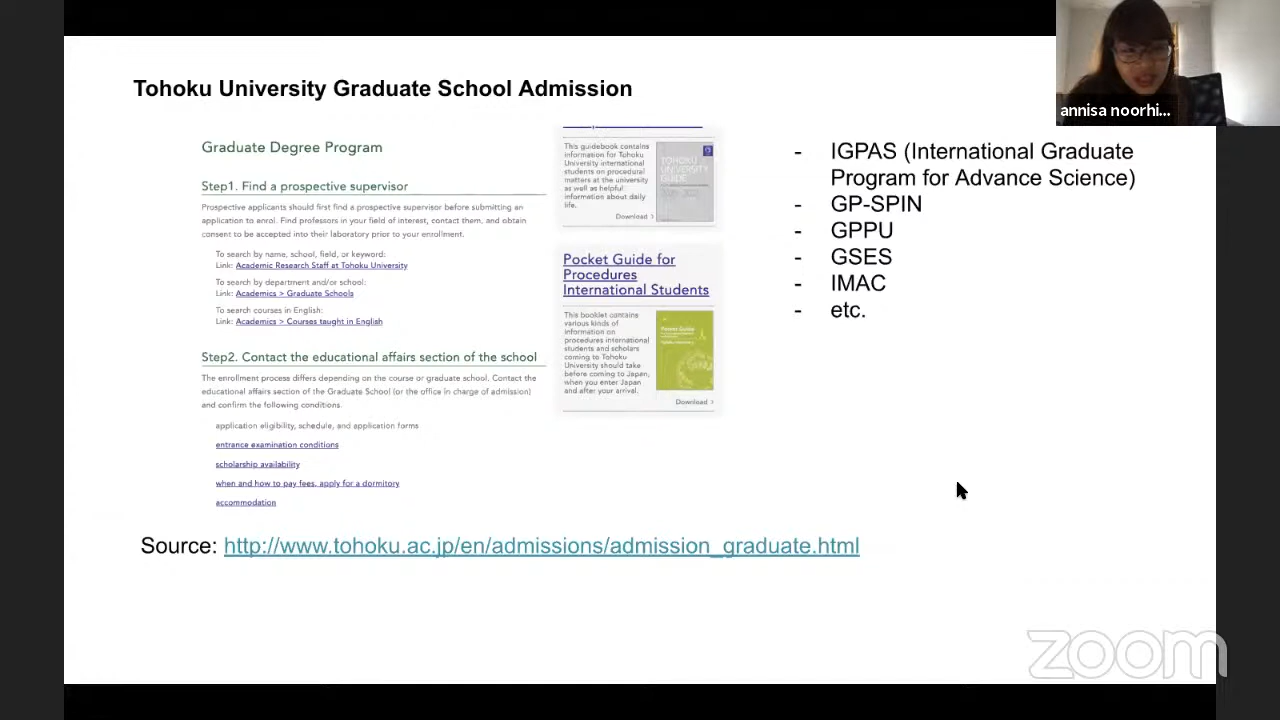 Tohoku University Graduate School Admission
annisa noorhi...
Graduate Degree Program
Step1. Find a prospective supervisor
Prospective applicants should first find a prospective supervisor before submitting an
application to enrol. Find professors in your field of interest, contact them, and obtain
consent to be accepted into their laboratory prior to your enrollment.
To search by name, school, field, or keyword:
Link: Academic Research Staff at Tohoku University
To search by department and/or school:
Link: Academics > Graduate Schools
To search courses in English:
Link: Academics > Courses taught in English
Step2. Contact the educational affairs section of the school
The enrollment process differs depending on the course or graduate school. Contact the
educational affairs section of the Graduate School (or the office in charge of admission)
and confirm the following conditions.
application eligibility, schedule, and application forms
entrance examination conditions
scholarship availability
when and how to pay fees, apply for a dormitory
accommodation
This guidebook contains
information for Tohoku
University international
students on procedural
matters at the university
as well as helpful
information about daily
life.
TOHOKU
UNIVERSITY
GUIDE
Download >
Pocket Guide for
Procedures
International Students
This booklet contains
various kinds of
information on
procedures international
students and scholars
coming to Tohoku
University should take
before coming to Japan,
when you enter Japan
and after your arrival.
Pocket Guide
Download >
- IGPAS (International Graduate
Program for Advance Science)
- GP-SPIN
- GPPU
- GSES
- IMAC
- etc.
Source: http://www.tohoku.ac.jp/en/admissions/admission_graduate.html
zoom